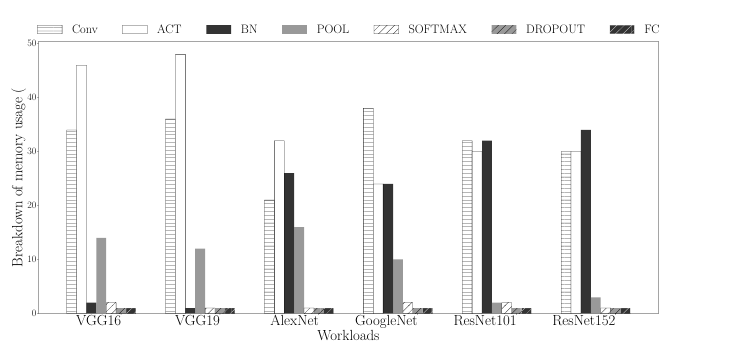 Conv ACT BN POOL SOFTMAX DROPOUT FC
Breakdown of memory usage (
50
40
30
20
10
0
VGG16 VGG19 AlexNet GoogleNet ResNet101 ResNet152
Workloads